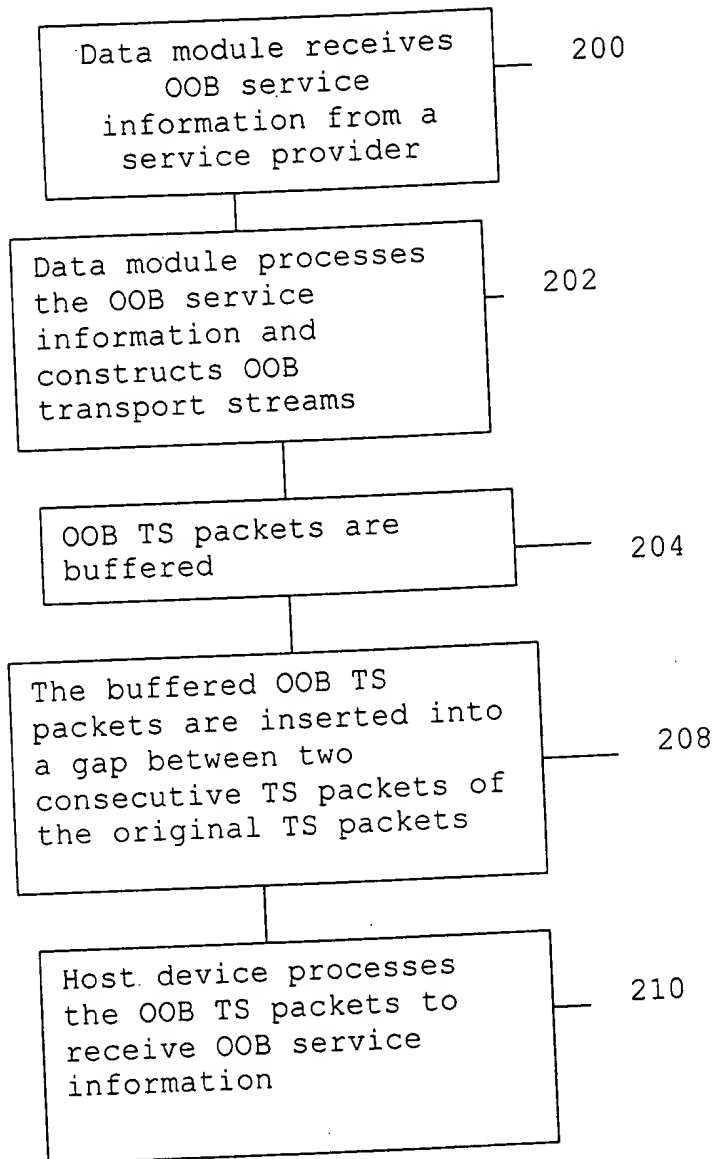 Data module receives
OOB service
information from a
service provider
200
Data module processes
the OOB service
information and
constructs OOB
transport streams
202
OOB TS packets are
buffered
204
The buffered OOB TS
packets are inserted into
a gap between two
consecutive TS packets of
the original TS packets
208
Host device processes
the OOB TS packets to
receive OOB service
information
210